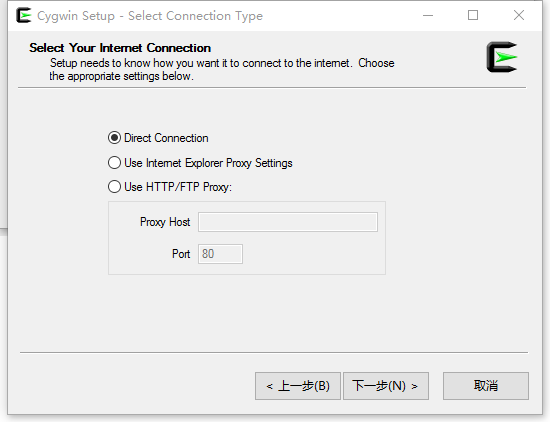 Cygwin Setup - Select Connection Type
Select Your Internet Connection
Setup needs to know how you want it to connect to the internet. Choose
the appropriate settings below.
Direct Connection
Use Internet Explorer Proxy Settings
Use HTTP/FTP Proxy:
Proxy Host
Port 80
< 上一步(B) 下一步(N) > 取消